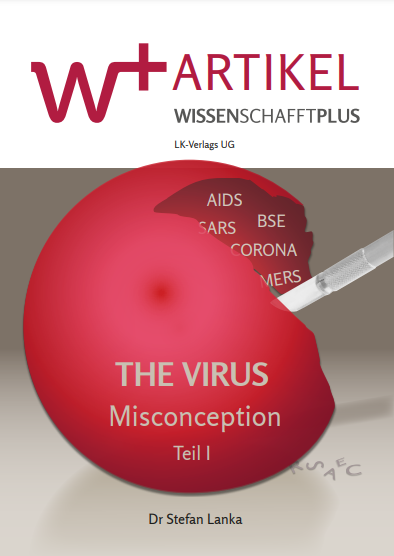 w+ ARTIKEL
WISSENSCHAFFTPLUS
LK-Verlags UG
AIDS
SARS
BSE
CORONA
MERS
THE VIRUS
Misconception
Teil I
Dr Stefan Lanka